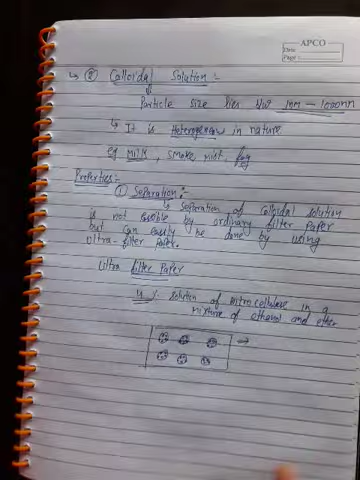 APCO
Date :
Page :
↳ ② Colloidal Solution :-
Particle size lies b/w 1nm – 1000nm
↳ It is Heterogeneous in nature
eg Milk, smoke, mist, fog
Properties:-
① Separation:-
↳ Separation of colloidal solution
is not possible by ordinary filter paper
but can easily be done by using
ultra-filter paper.
Ultra filter paper
4 % solution of nitrocellulose in a
mixture of ethanol and ether